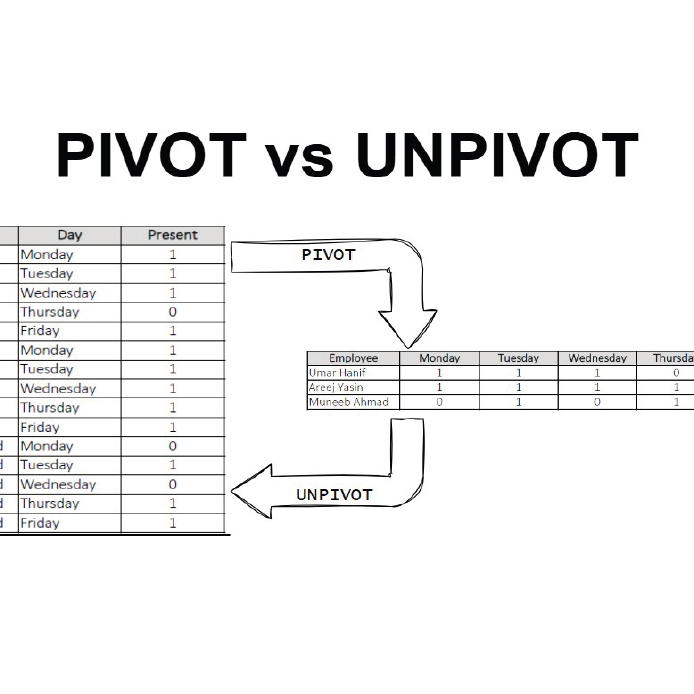 PIVOT vs UNPIVOT
Day Present
Monday 1
Tuesday 1
Wednesday 1
Thursday 0
Friday 1
Monday 1
Tuesday 1
Wednesday 1
Thursday 1
Friday 1
d Monday 0
d Tuesday 1
d Wednesday 0
d Thursday 1
d Friday 1
PIVOT
Employee Monday Tuesday Wednesday Thursda
Umar Hanif 1 1 1 0
Areej Yasin 1 1 1 1
Muneeb Ahmad 0 1 0 1
UNPIVOT